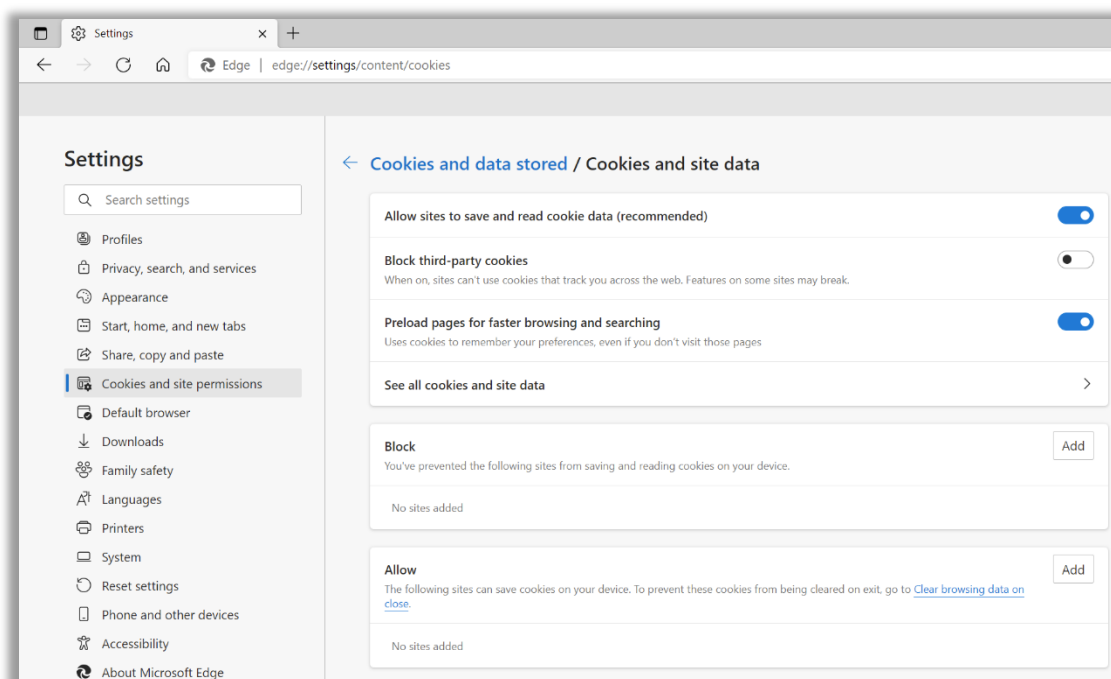 Settings
Edge | edge://settings/content/cookies
Settings
Search settings
Profiles
Privacy, search, and services
Appearance
Start, home, and new tabs
Share, copy and paste
Cookies and site permissions
Default browser
Downloads
Family safety
Languages
Printers
System
Reset settings
Phone and other devices
Accessibility
About Microsoft Edge
Cookies and data stored / Cookies and site data
Allow sites to save and read cookie data (recommended)
Block third-party cookies
When on, sites can't use cookies that track you across the web. Features on some sites may break.
Preload pages for faster browsing and searching
Uses cookies to remember your preferences, even if you don't visit those pages
See all cookies and site data
Block
Add
You've prevented the following sites from saving and reading cookies on your device.
No sites added
Allow
Add
The following sites can save cookies on your device. To prevent these cookies from being cleared on exit, go to Clear browsing data on
close.
No sites added